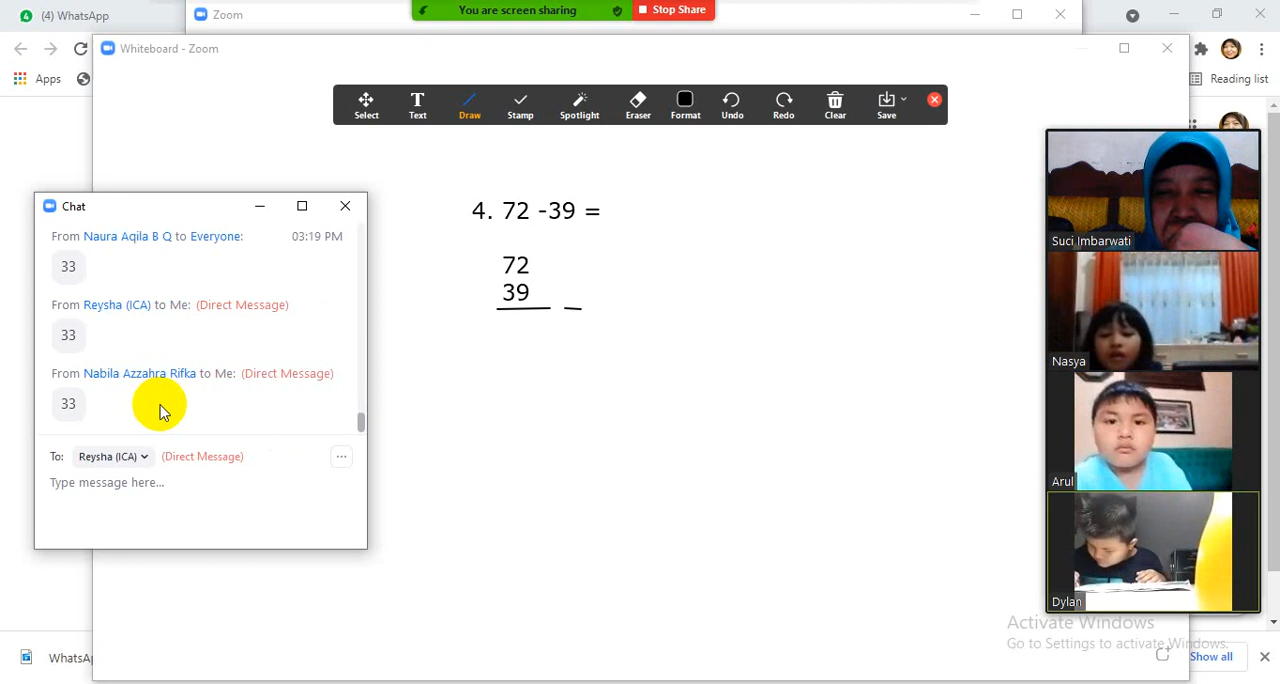 (4) WhatsApp
Zoom
You are screen sharing
Stop Share
Whiteboard - Zoom
Apps
Reading list
Select
Text
Draw
Stamp
Spotlight
Eraser
Format
Undo
Redo
Clear
Save
4. 72 -39 =
72
39
Chat
From Naura Aqila B Q to Everyone: 03:19 PM
33
From Reysha (ICA) to Me: (Direct Message)
33
From Nabila Azzahra Rifka to Me: (Direct Message)
33
To: Reysha (ICA) (Direct Message)
Type message here...
Suci Imbarwati
Nasya
Arul
Dylan
Activate Windows
Go to Settings to activate Windows.
WhatsAp
Show all